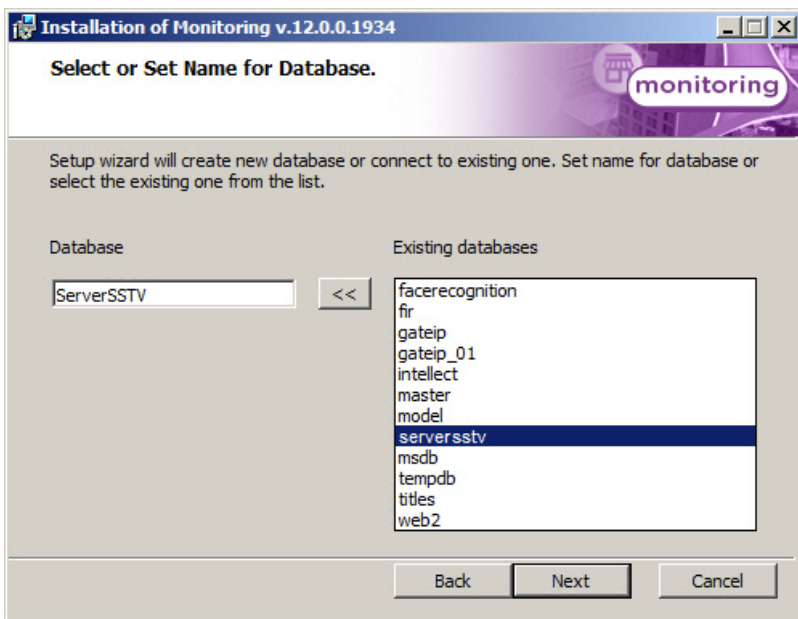 Installation of Monitoring v.12.0.0.1934
Select or Set Name for Database.
monitoring
Setup wizard will create new database or connect to existing one. Set name for database or
select the existing one from the list.
Database
Existing databases
ServerSSTV
<<
facerecognition
fir
gateip
gateip_01
intellect
master
model
serversstv
msdb
tempdb
titles
web2
Back
Next
Cancel